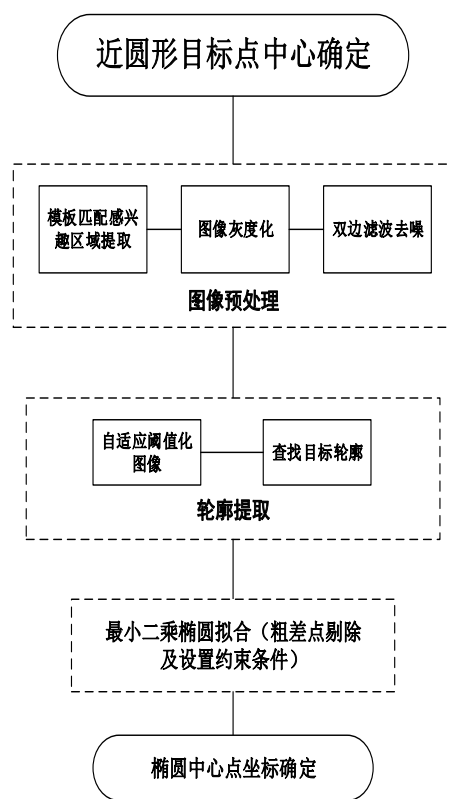 近圆形目标点中心确定
模板匹配感兴
趣区域提取
图像灰度化
双边滤波去噪
图像预处理
自适应阈值化
图像
查找目标轮廓
轮廓提取
最小二乘椭圆拟合（粗差点剔除
及设置约束条件）
椭圆中心点坐标确定